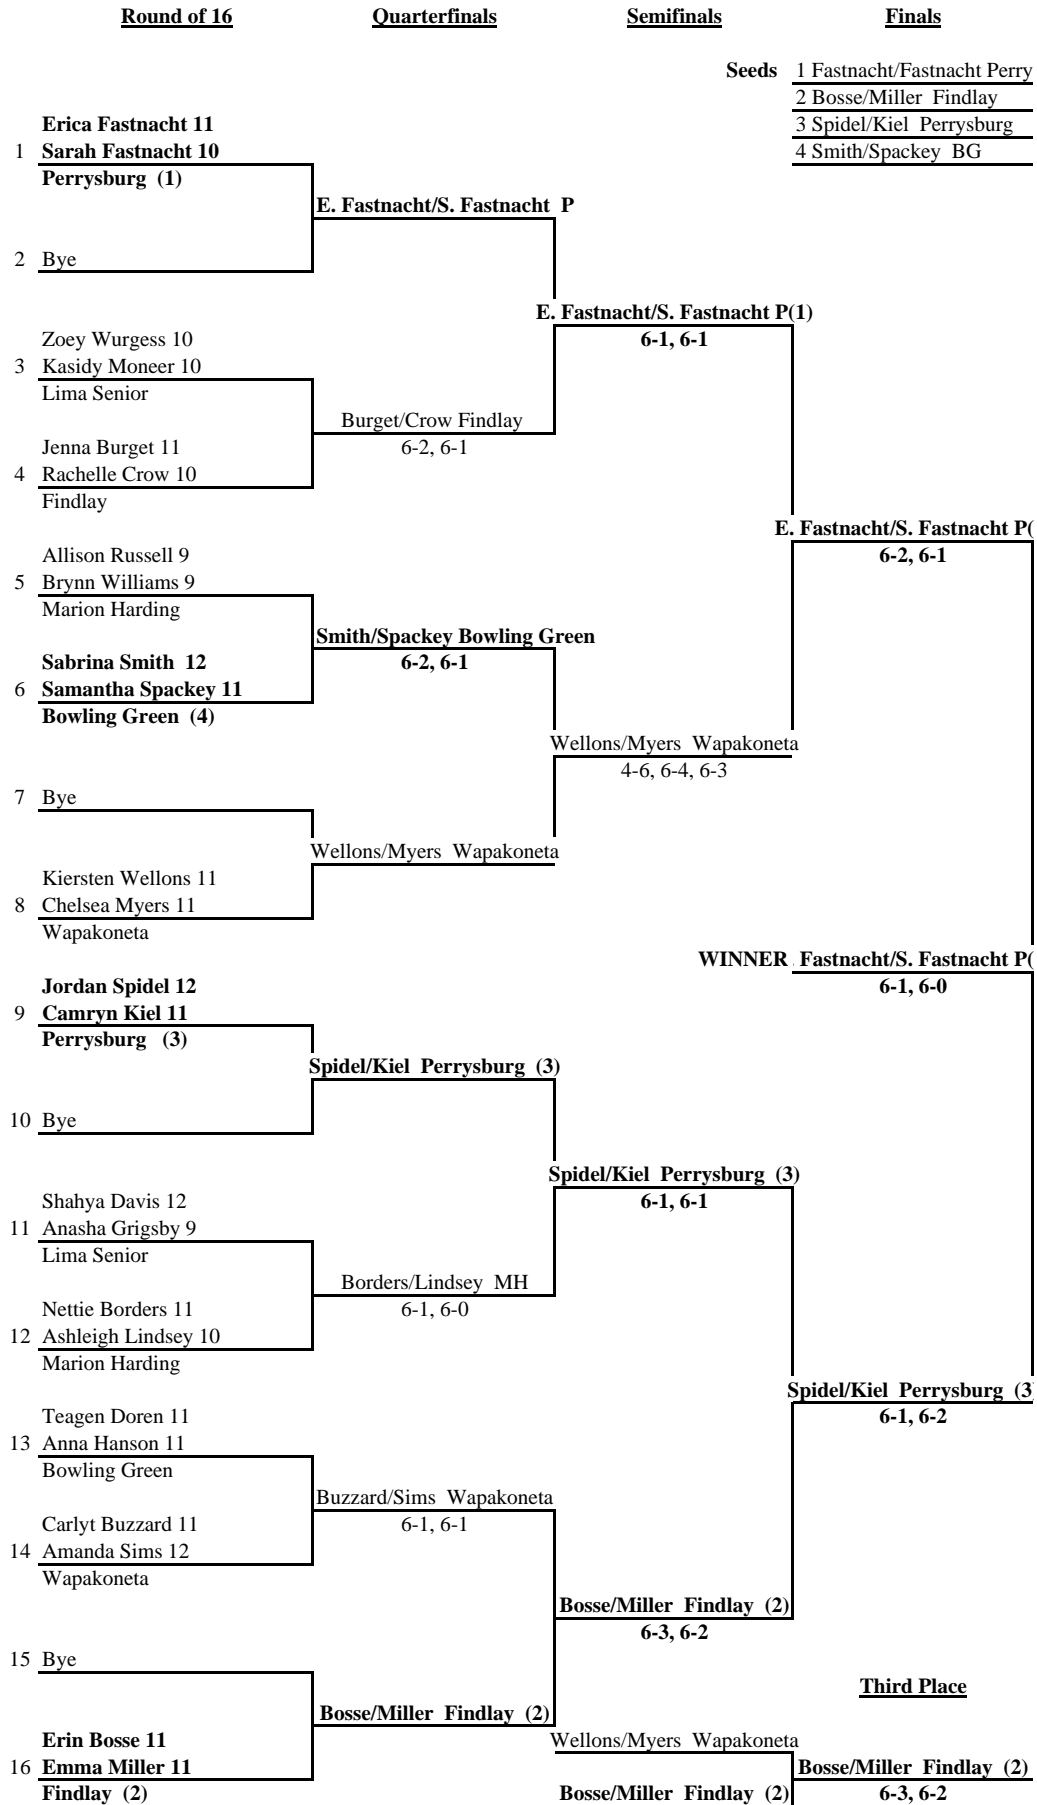 Round of 16 Quarterfinals Semifinals Finals
Seeds 1 Fastnacht/Fastnacht Perry
2 Bosse/Miller Findlay
Erica Fastnacht 11 3 Spidel/Kiel Perrysburg
1 Sarah Fastnacht 10 4 Smith/Spackey BG
Perrysburg (1)
E. Fastnacht/S. Fastnacht P
2 Bye
E. Fastnacht/S. Fastnacht P(1)
Zoey Wurgess 10 6-1, 6-1
3 Kasidy Moneer 10
Lima Senior
Burget/Crow Findlay
Jenna Burget 11 6-2, 6-1
4 Rachelle Crow 10
Findlay
E. Fastnacht/S. Fastnacht P(
Allison Russell 9 6-2, 6-1
5 Brynn Williams 9
Marion Harding
Smith/Spackey Bowling Green
Sabrina Smith 12 6-2, 6-1
6 Samantha Spackey 11
Bowling Green (4)
Wellons/Myers Wapakoneta
4-6, 6-4, 6-3
7 Bye
Wellons/Myers Wapakoneta
Kiersten Wellons 11
8 Chelsea Myers 11
Wapakoneta
WINNER Fastnacht/S. Fastnacht P(
Jordan Spidel 12 6-1, 6-0
9 Camryn Kiel 11
Perrysburg (3)
Spidel/Kiel Perrysburg (3)
10 Bye
Spidel/Kiel Perrysburg (3)
Shahya Davis 12 6-1, 6-1
11 Anasha Grigsby 9
Lima Senior
Borders/Lindsey MH
Nettie Borders 11 6-1, 6-0
12 Ashleigh Lindsey 10
Marion Harding
Spidel/Kiel Perrysburg (3)
Teagen Doren 11 6-1, 6-2
13 Anna Hanson 11
Bowling Green
Buzzard/Sims Wapakoneta
Carlyt Buzzard 11 6-1, 6-1
14 Amanda Sims 12
Wapakoneta
Bosse/Miller Findlay (2)
6-3, 6-2
15 Bye
Third Place
Bosse/Miller Findlay (2)
Erin Bosse 11 Wellons/Myers Wapakoneta
16 Emma Miller 11 Bosse/Miller Findlay (2)
Findlay (2) Bosse/Miller Findlay (2) 6-3, 6-2